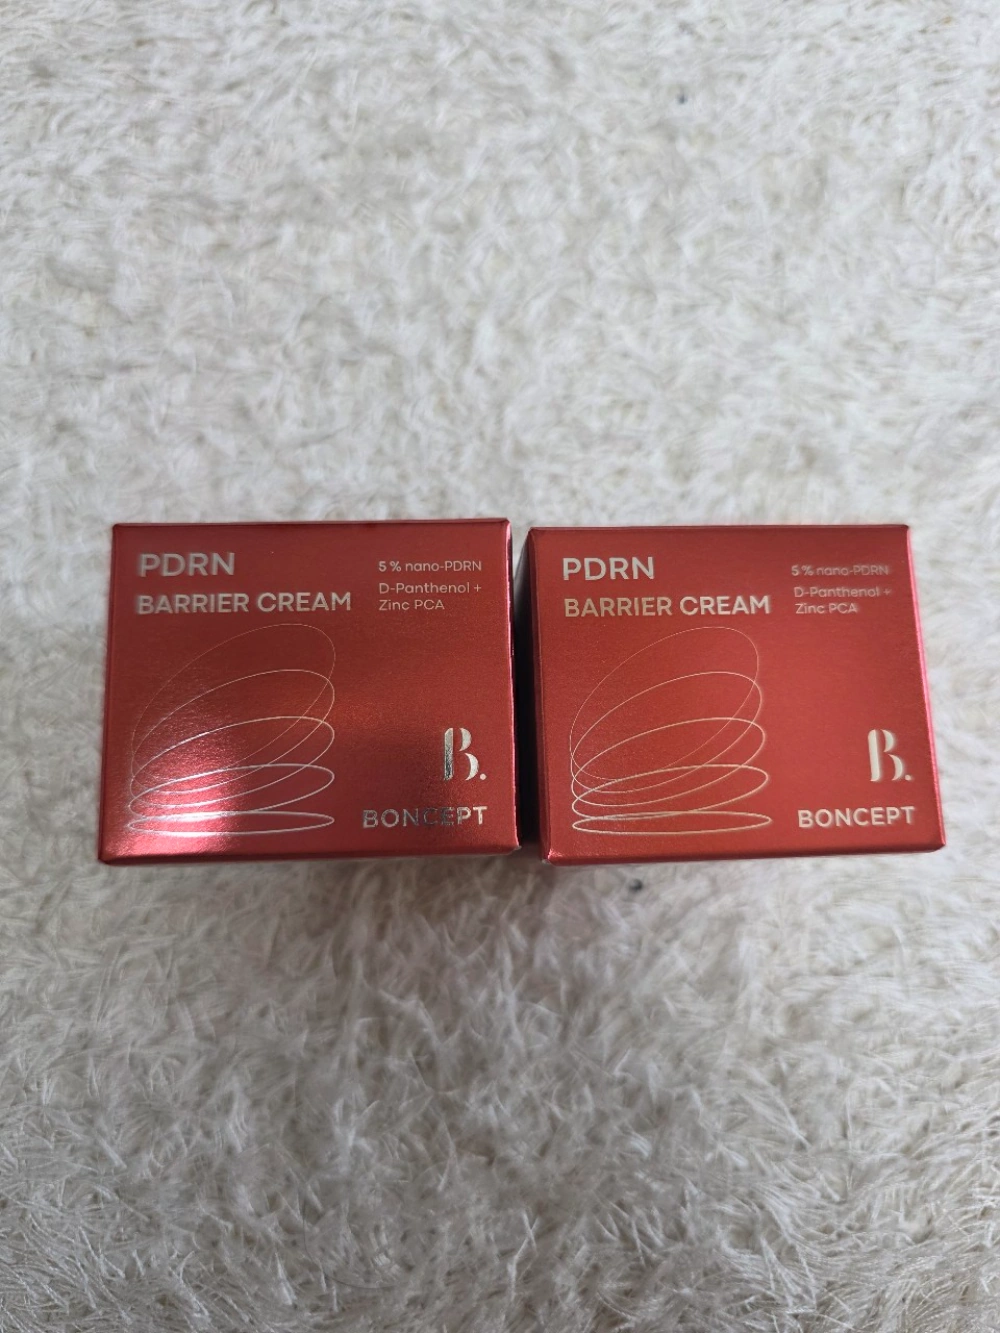 PDRN
BARRIER CREAM
5 % nano-PDRN
D-Panthenol +
Zinc PCA
B.
BONCEPT
PDRN
BARRIER CREAM
5 % nano-PDRN
D-Panthenol +
Zinc PCA
B.
BONCEPT